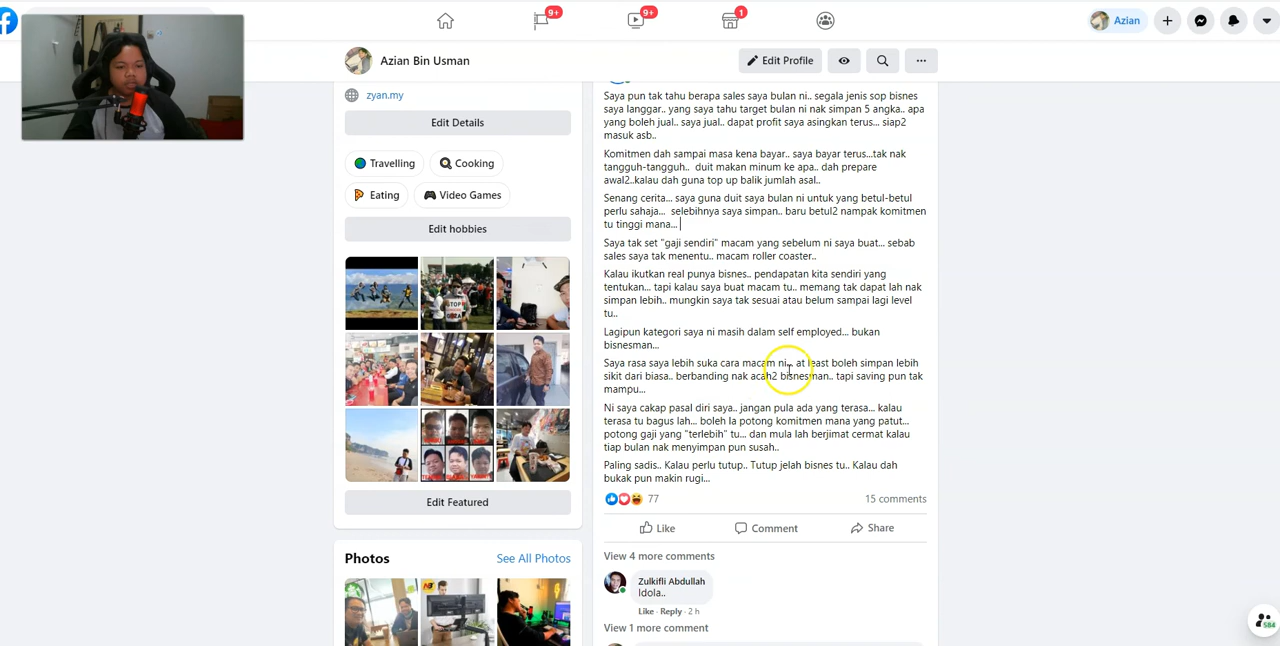 9+
9+
1
Azian
Azian Bin Usman
Edit Profile
zyan.my
Edit Details
Travelling
Cooking
Eating
Video Games
Edit hobbies
STOP
Edit Featured
Photos
See All Photos
Saya pun tak tahu berapa sales saya bulan ni.. segala jenis sop bisnes
saya langgar.. yang saya tahu target bulan ni nak simpan 5 angka.. apa
yang boleh jual.. saya jual.. dapat profit saya asingkan terus... siap2
masuk asb..
Komitmen dah sampai masa kena bayar.. saya bayar terus...tak nak
tangguh-tangguh.. duit makan minum ke apa.. dah prepare
awal2..kalau dah guna top up balik jumlah asal..
Senang cerita... saya guna duit saya bulan ni untuk yang betul-betul
perlu sahaja... selebihnya saya simpan.. baru betul2 nampak komitmen
tu tinggi mana...
Saya tak set "gaji sendiri" macam yang sebelum ni saya buat... sebab
sales saya tak menentu.. macam roller coaster..
Kalau ikutkan real punya bisnes.. pendapatan kita sendiri yang
tentukan... tapi kalau saya buat macam tu.. memang tak dapat lah nak
simpan lebih.. mungkin saya tak sesuai atau belum sampai lagi level
tu..
Lagipun kategori saya ni masih dalam self employed... bukan
bisnesman...
Saya rasa saya lebih suka cara macam ni.. at least boleh simpan lebih
sikit dari biasa.. berbanding nak acah2 bisnesman.. tapi saving pun tak
mampu...
Ni saya cakap pasal diri saya.. jangan pula ada yang terasa... kalau
terasa tu bagus lah... boleh la potong komitmen mana yang patut...
potong gaji yang "terlebih" tu... dan mula lah berjimat cermat kalau
tiap bulan nak menyimpan pun susah..
Paling sadis.. Kalau perlu tutup.. Tutup jelah bisnes tu.. Kalau dah
bukak pun makin rugi...
77
15 comments
Like
Comment
Share
View 4 more comments
Zulkifli Abdullah
Idola..
Like · Reply · 2 h
View 1 more comment
584